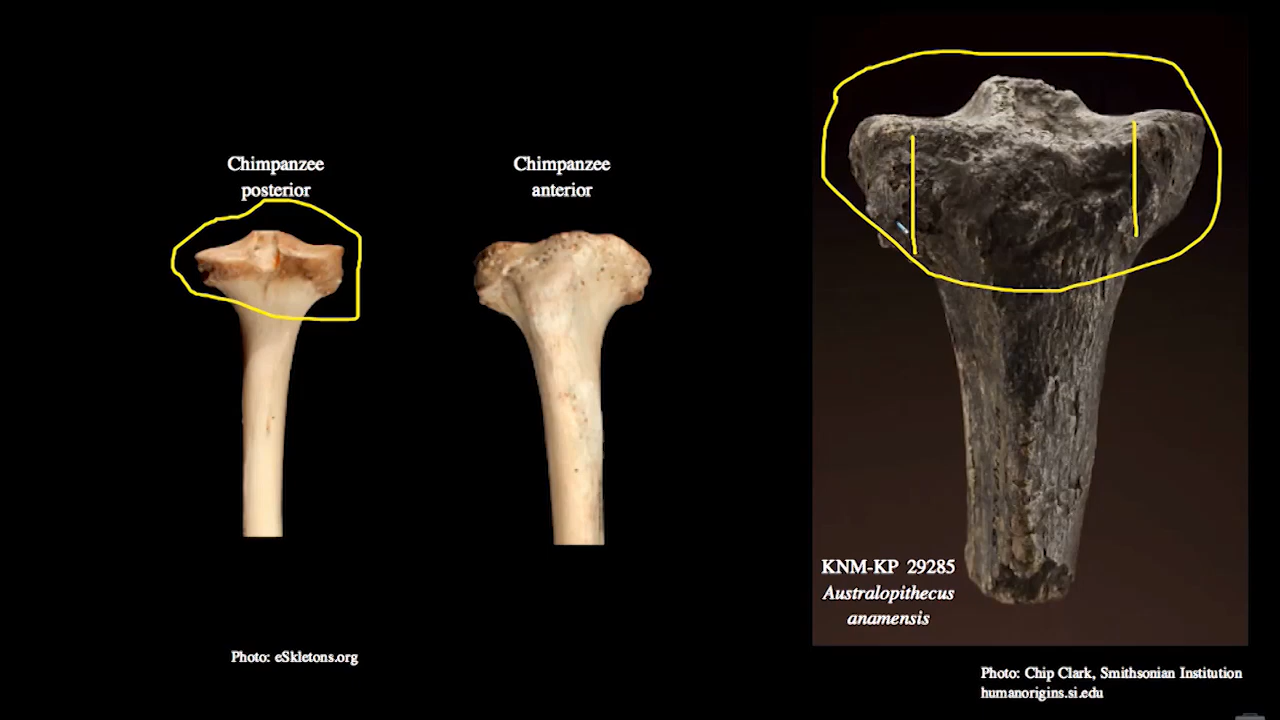 Chimpanzee
posterior
Chimpanzee
anterior
KNM-KP 29285
Australopithecus
anamensis
Photo: eSkletons.org
Photo: Chip Clark, Smithsonian Institution
humanorigins.si.edu